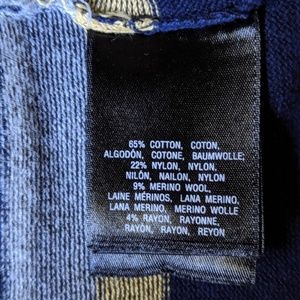 65% COTTON, COTON,
ALGODÓN, COTONE, BAUMWOLLE;
22% NYLON, NYLON,
NILÓN, NAILON, NYLON
9% MERINO WOOL,
LAINE MÉRINOS, LANA MERINO,
LANA MERINO, MERINO WOLLE
4% RAYON, RAYONNE,
RAYÓN, RAYON, REYON